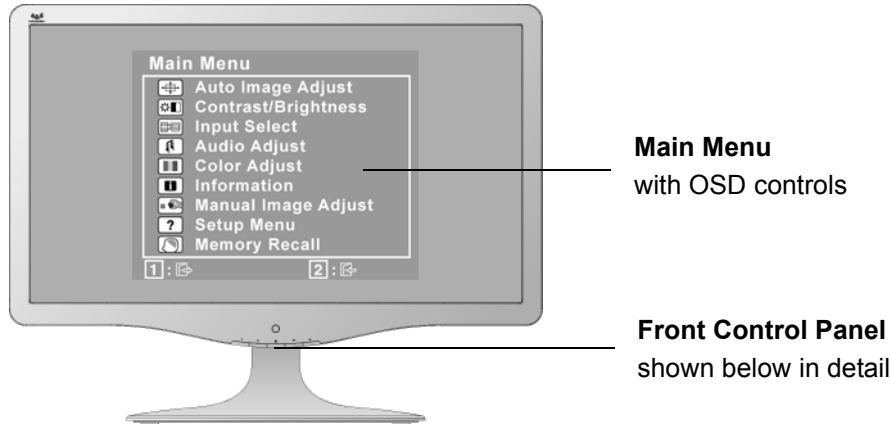 Main Menu
Auto Image Adjust
Contrast/Brightness
Input Select
Audio Adjust
Color Adjust
Information
Manual Image Adjust
Setup Menu
Memory Recall
1 : 2 :
Main Menu
with OSD controls
Front Control Panel
shown below in detail